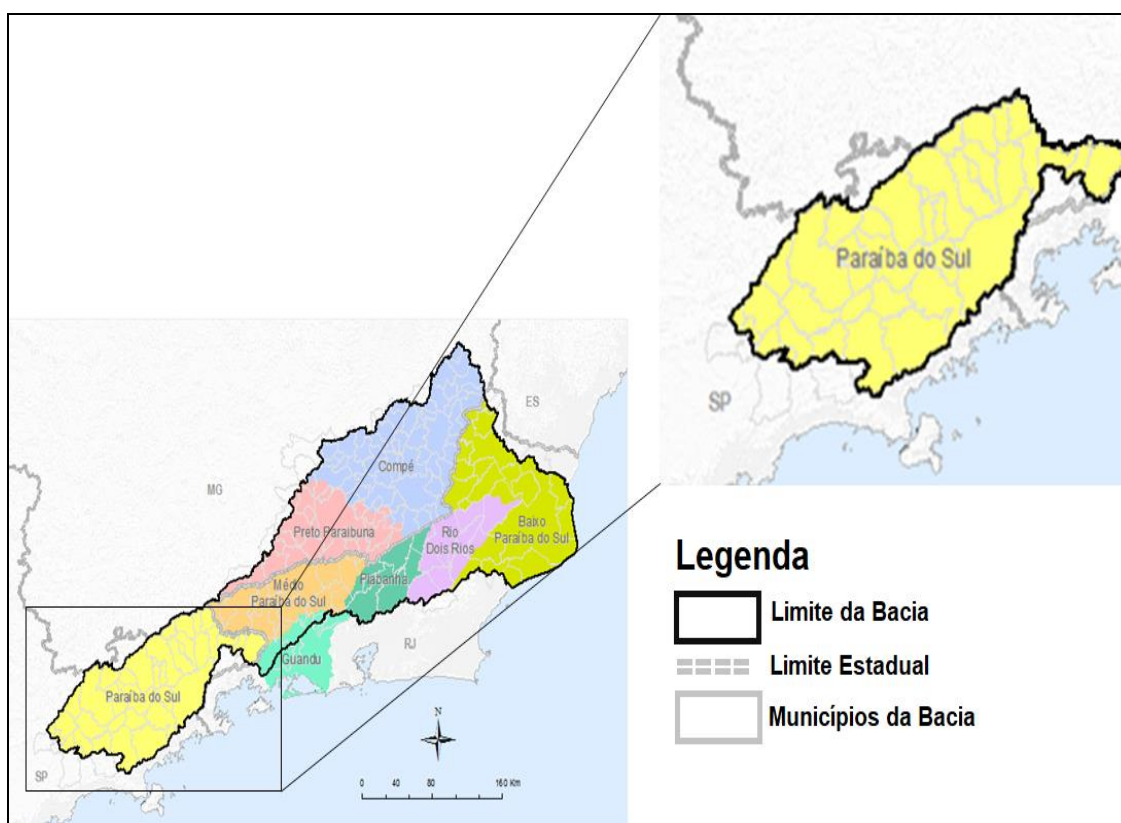 Paraíba do Sul
SP
ES
MG
Compé
Preto Paraibuna
Rio
Dois Rios
Baixo
Paraíba do Sul
Piabanha
Médio
Paraíba do Sul
Guandu
RJ
Paraíba do Sul
SP
N
0 40 80 160 Km
Legenda
Limite da Bacia
Limite Estadual
Municípios da Bacia